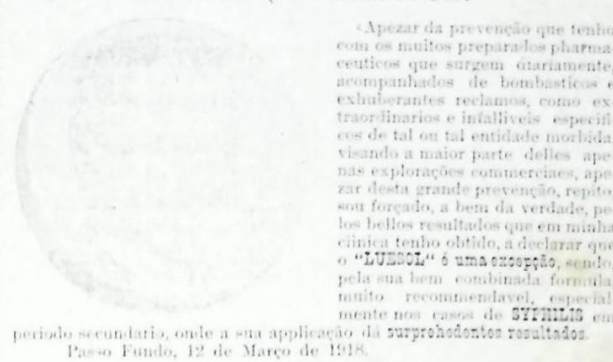 «Apezar da prevenção que tenho
com os muitos preparados pharma-
ceuticos que surgem diariamente,
acompanhados de bombasticos e
exhuberantes reclamos, como ex-
traordinarios e infalliveis especifi-
cos de tal ou tal entidade morbida
visando a maior parte delles ape-
nas explorações commerciaes, ape-
zar desta grande prevenção, repito
sou forçado, a bem da verdade, pe-
los bellos resultados que em minha
clinica tenho obtido, a declarar que
o "LUESOL" é uma excepção, sendo,
pela sua bem combinada formula,
muito recommendavel, especial-
mente nos casos de SYPHILIS em
periodo secundario, onde a sua applicação dá surprehedentes resultados.
Passo Fundo, 12 de Março de 1918.